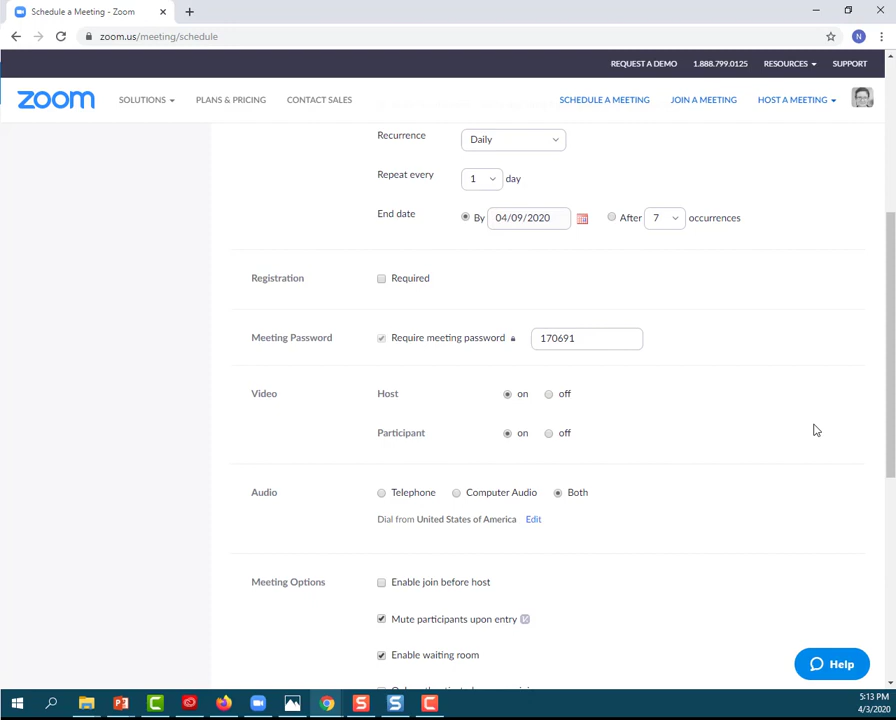 Schedule a Meeting - Zoom
zoom.us/meeting/schedule
N
REQUEST A DEMO 1.888.799.0125 RESOURCES SUPPORT
zoom SOLUTIONS PLANS & PRICING CONTACT SALES SCHEDULE A MEETING JOIN A MEETING HOST A MEETING
Recurrence Daily
Repeat every 1 day
End date By 04/09/2020 After 7 occurrences
Registration Required
Meeting Password Require meeting password 170691
Video Host on off
Participant on off
Audio Telephone Computer Audio Both
Dial from United States of America Edit
Meeting Options Enable join before host
Mute participants upon entry
Enable waiting room
Help
5:13 PM
4/3/2020